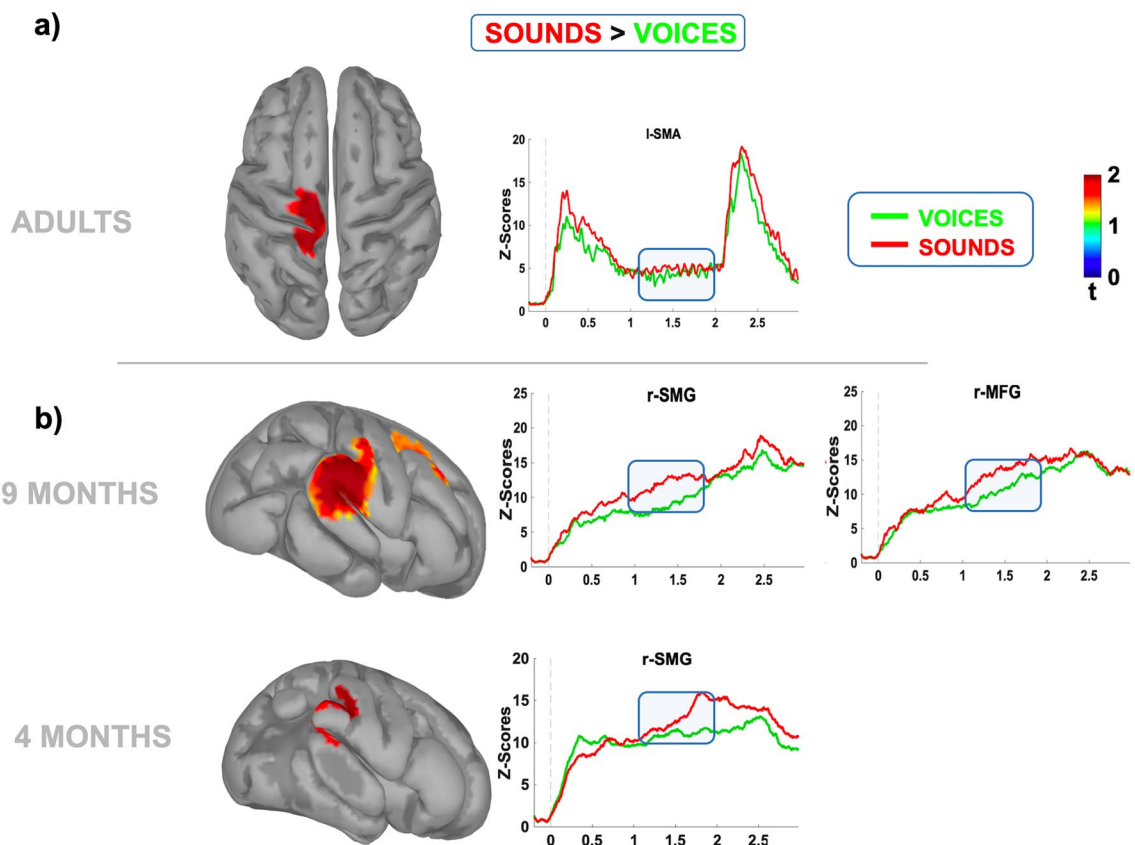 a)
SOUNDS > VOICES
ADULTS
l-SMA
Z-Scores
20
15
10
5
0
0 0.5 1 1.5 2 2.5
VOICES
SOUNDS
2
1
0
t
b)
9 MONTHS
r-SMG
Z-Scores
25
20
15
10
5
0
0 0.5 1 1.5 2 2.5
r-MFG
Z-Scores
25
20
15
10
5
0
0 0.5 1 1.5 2 2.5
4 MONTHS
r-SMG
Z-Scores
20
15
10
5
0
0 0.5 1 1.5 2 2.5